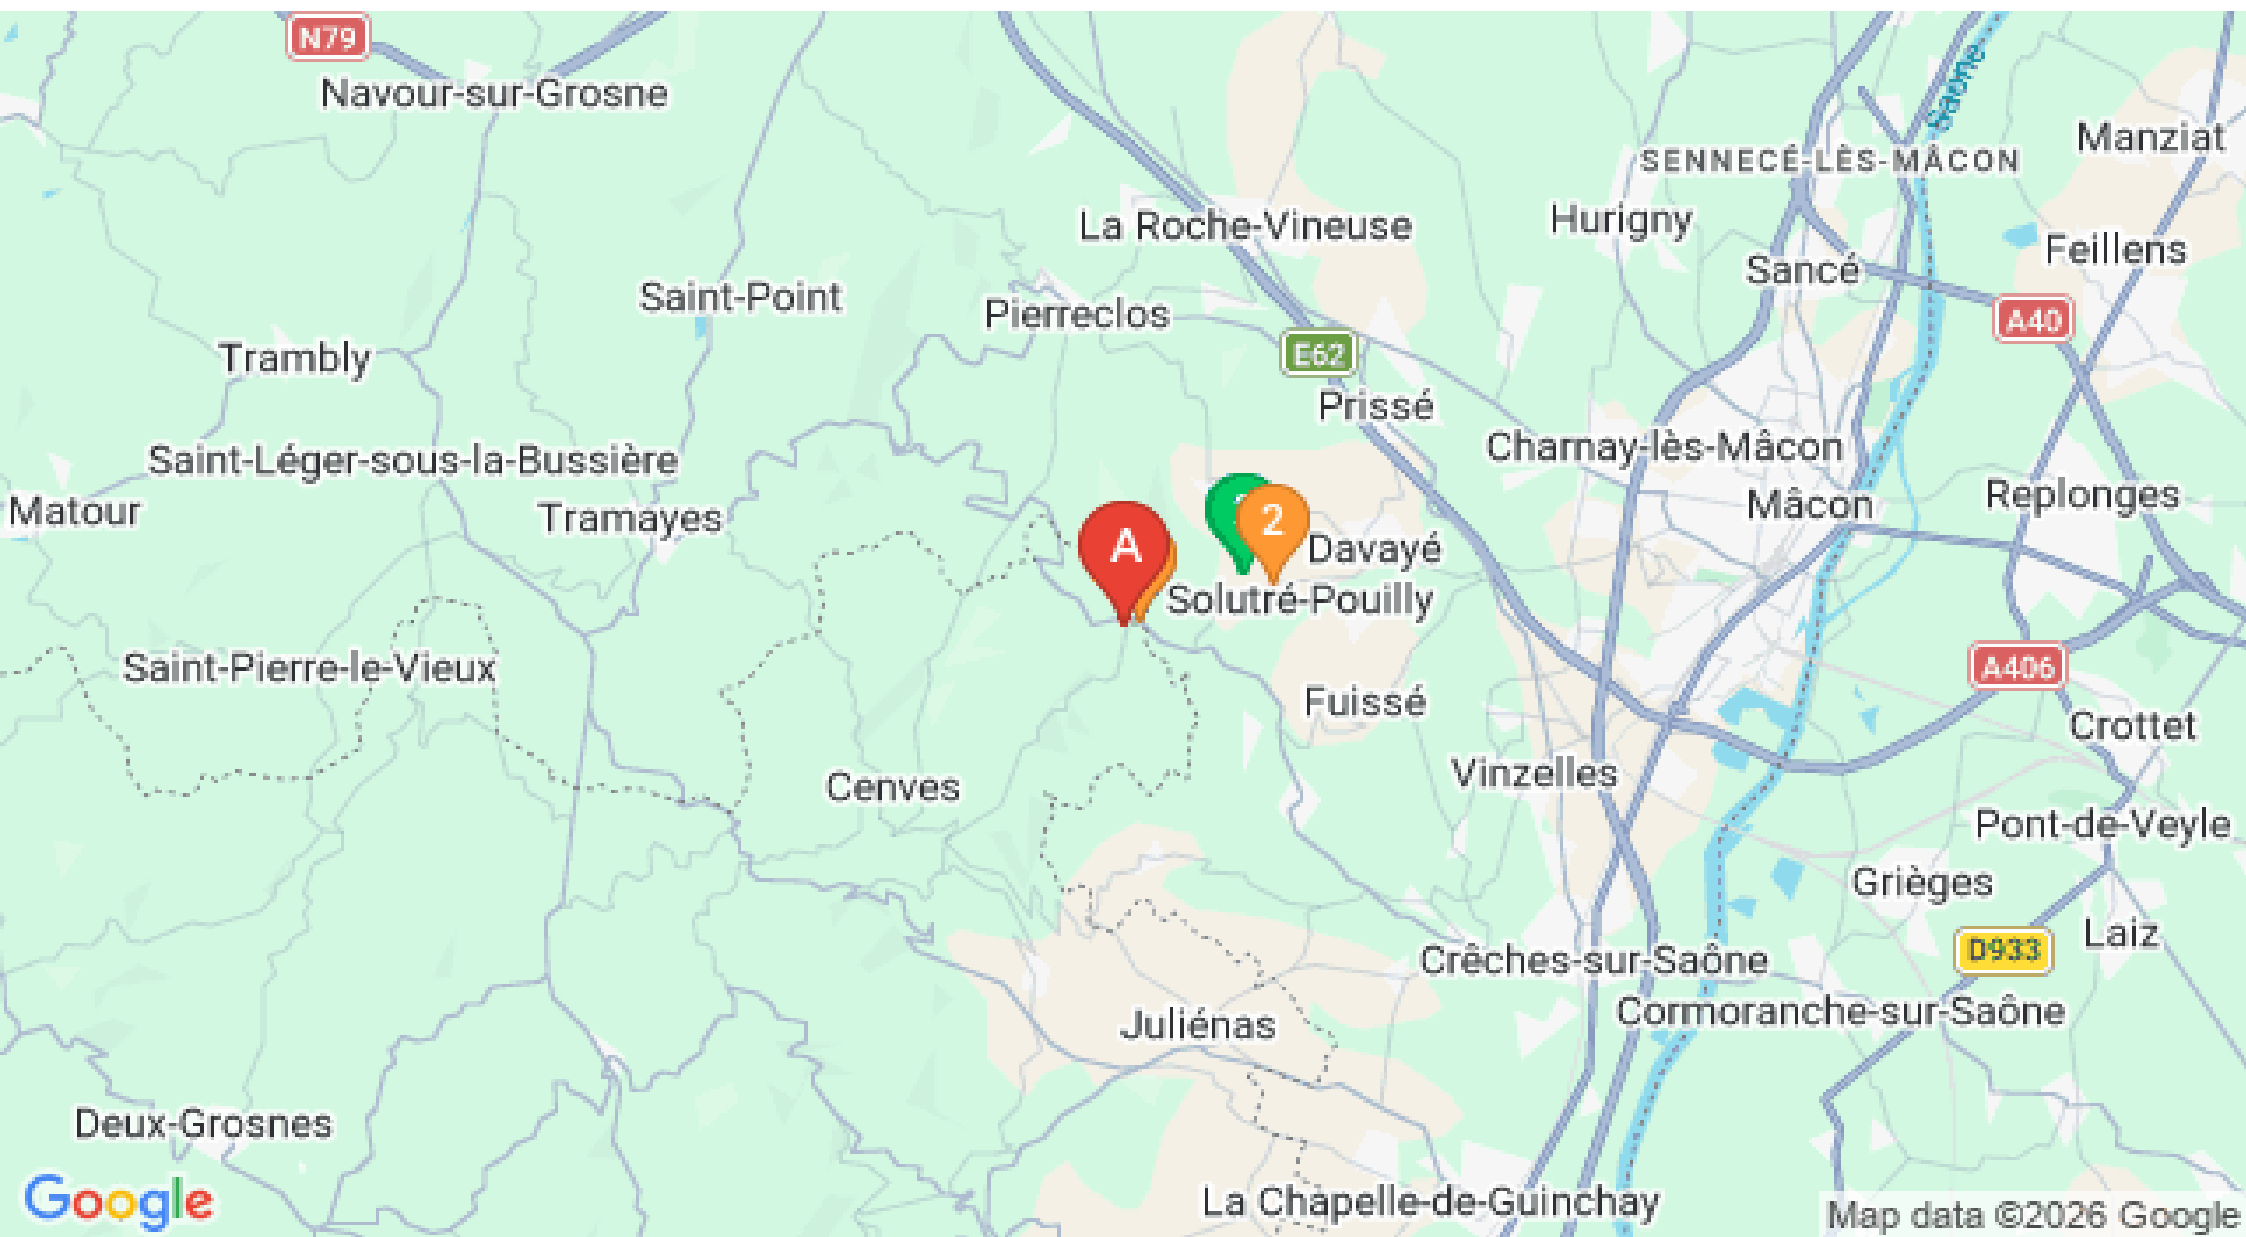 N79
Navour-sur-Grosne
Saône
Manziat
SENNECÉ-LÈS-MÂCON
La Roche-Vineuse
Hurigny
Feillens
Sancé
Saint-Point
Pierreclos
A40
E62
Trambly
Prissé
Charnay-lès-Mâcon
Saint-Léger-sous-la-Bussière
Matour
Tramayes
Mâcon
Replonges
2
A
Davayé
Solutré-Pouilly
Saint-Pierre-le-Vieux
A406
Fuissé
Crottet
Vinzelles
Cenves
Pont-de-Veyle
Grièges
Laiz
D933
Crêches-sur-Saône
Cormoranche-sur-Saône
Juliénas
Deux-Grosnes
Google
La Chapelle-de-Guinchay
Map data ©2026 Google